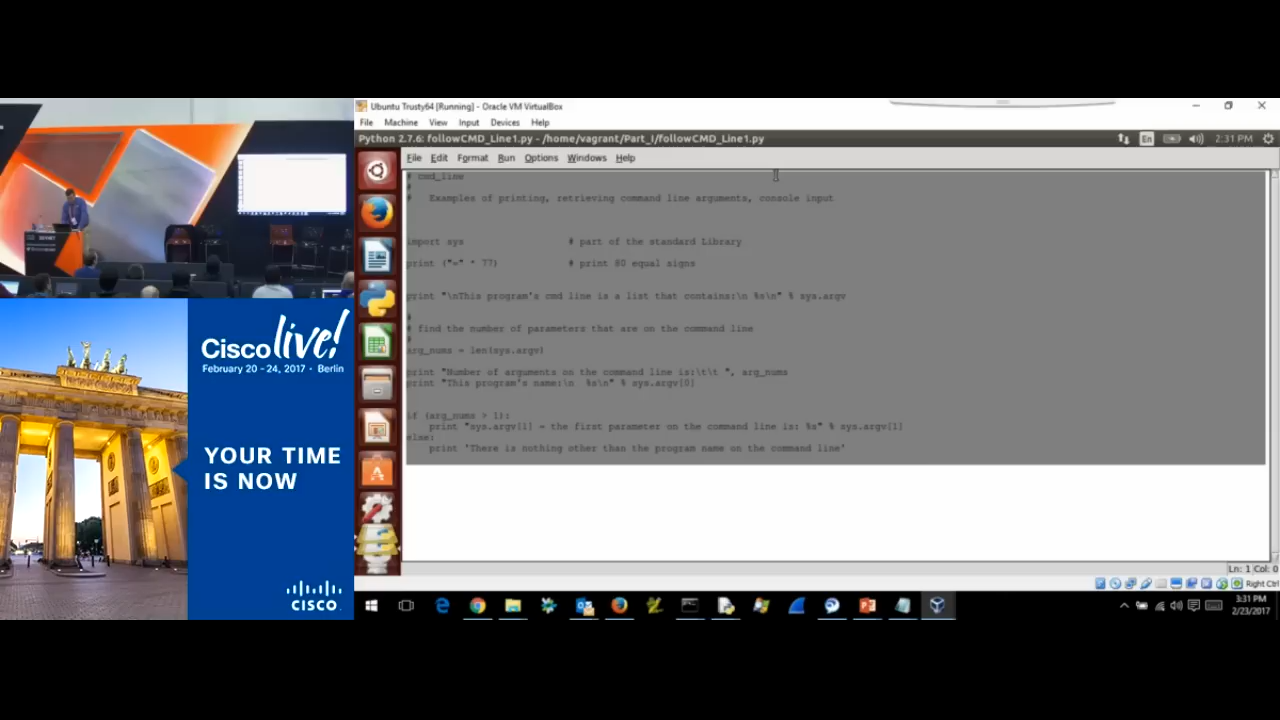 Ubuntu Trusty64 [Running] - Oracle VM VirtualBox
File Machine View Input Devices Help
Python 2.7.6: followCMD_Line1.py - /home/vagrant/Part_I/followCMD_Line1.py
En 2:31 PM
File Edit Format Run Options Windows Help
# cmd_line
#
# Examples of printing, retrieving command line arguments, console input
import sys # part of the standard Library
print ("=" * 77) # print 80 equal signs
print "\nThis program's cmd line is a list that contains:\n %s\n" % sys.argv
#
# find the number of parameters that are on the command line
#
arg_nums = len(sys.argv)
print "Number of arguments on the command line is:\t\t ", arg_nums
print "This program's name:\n %s\n" % sys.argv[0]
if (arg_nums > 1):
print "sys.argv[1] = the first parameter on the command line is: %s" % sys.argv[1]
else:
print 'There is nothing other than the program name on the command line'
Ln: 1 Col: 0
Right Ctrl
3:31 PM
2/23/2017
Cisco live!
February 20 - 24, 2017 • Berlin
YOUR TIME
IS NOW
CISCO